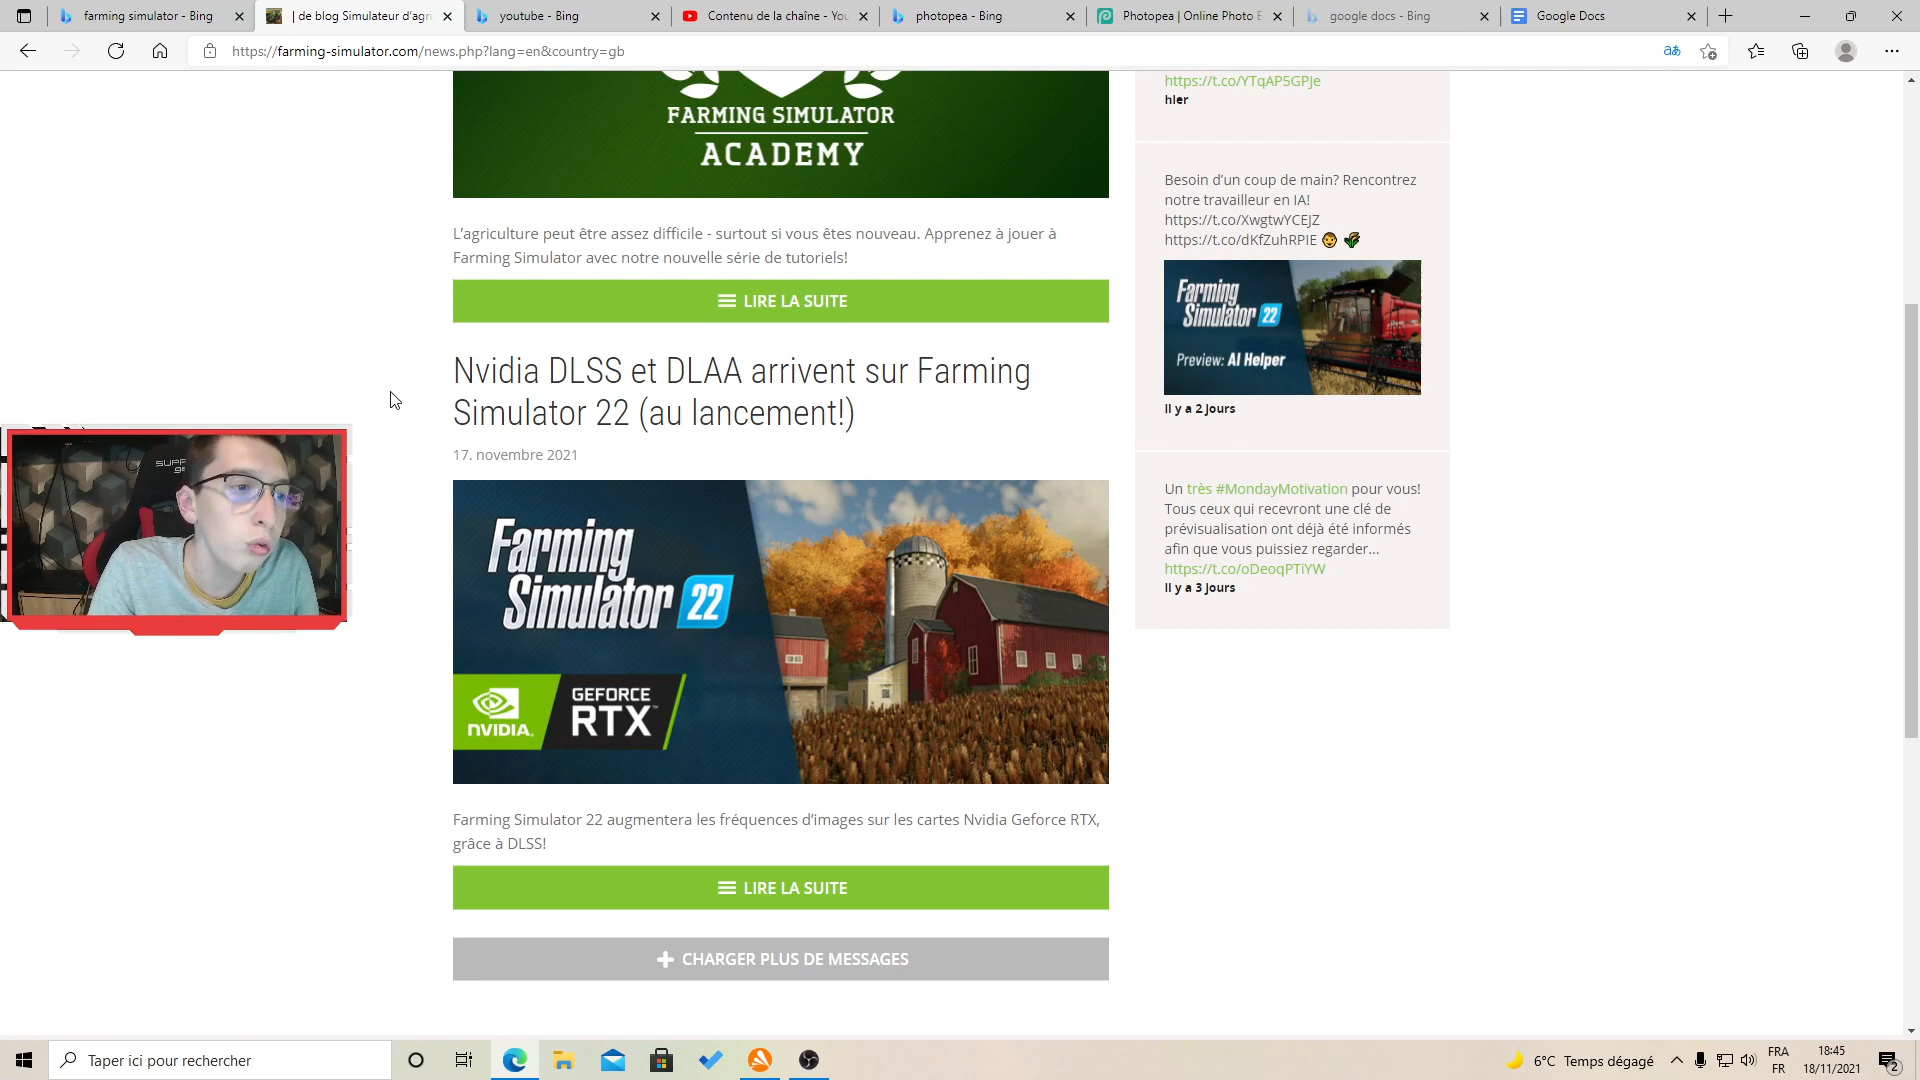 farming simulator - Bing
| de blog Simulateur d'agri
youtube - Bing
Contenu de la chaîne - You
photopea - Bing
Photopea | Online Photo E
google docs - Bing
Google Docs
https://farming-simulator.com/news.php?lang=en&country=gb
FARMING SIMULATOR
ACADEMY
L'agriculture peut être assez difficile - surtout si vous êtes nouveau. Apprenez à jouer à
Farming Simulator avec notre nouvelle série de tutoriels!
LIRE LA SUITE
Nvidia DLSS et DLAA arrivent sur Farming
Simulator 22 (au lancement!)
17. novembre 2021
Farming
Simulator 22
NVIDIA.
GEFORCE
RTX™
Farming Simulator 22 augmentera les fréquences d'images sur les cartes Nvidia Geforce RTX,
grâce à DLSS!
LIRE LA SUITE
CHARGER PLUS DE MESSAGES
https://t.co/YTqAP5GPJe
hier
Besoin d'un coup de main? Rencontrez
notre travailleur en IA!
https://t.co/XwgtwYCEJZ
https://t.co/dKfZuhRPIE 👨 🌾
Farming
Simulator 22
Preview: AI Helper
Il y a 2 jours
Un très #MondayMotivation pour vous!
Tous ceux qui recevront une clé de
prévisualisation ont déjà été informés
afin que vous puissiez regarder...
https://t.co/oDeoqPTiYW
Il y a 3 jours
Taper ici pour rechercher
6°C Temps dégagé
FRA
FR
18:45
18/11/2021
2